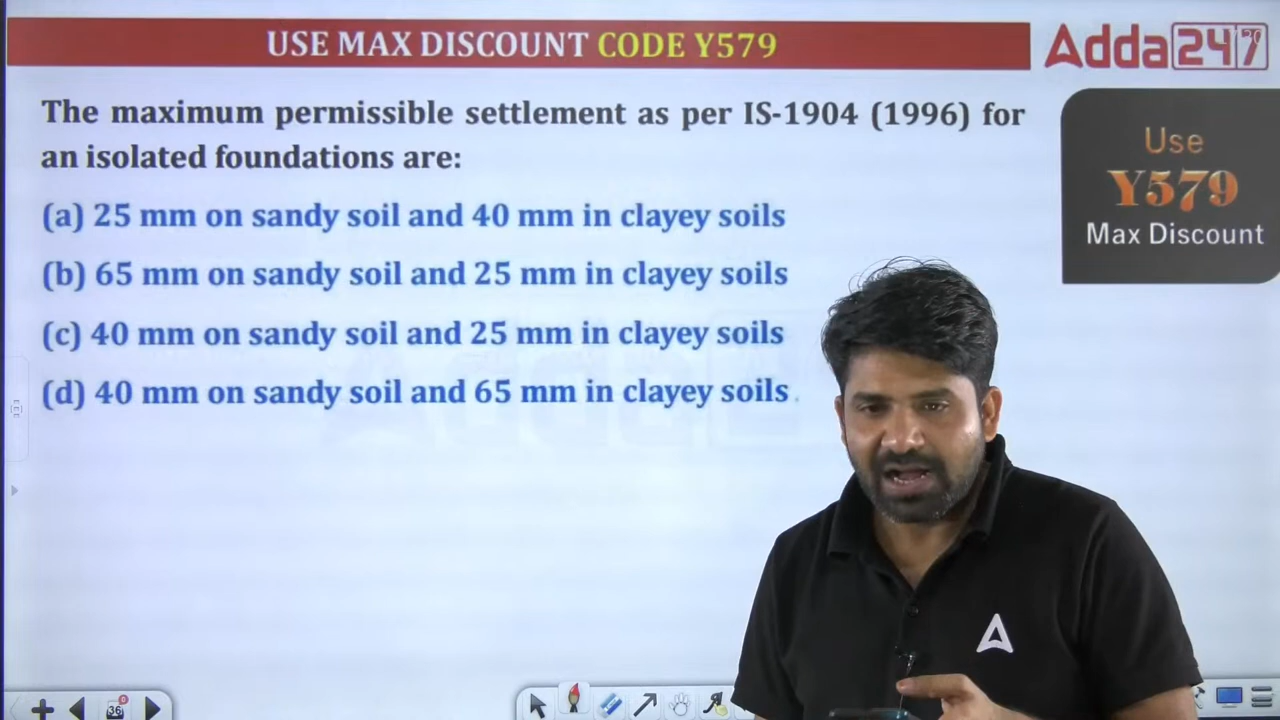 USE MAX DISCOUNT CODE Y579
Adda247
The maximum permissible settlement as per IS-1904 (1996) for
an isolated foundations are:
(a) 25 mm on sandy soil and 40 mm in clayey soils
(b) 65 mm on sandy soil and 25 mm in clayey soils
(c) 40 mm on sandy soil and 25 mm in clayey soils
(d) 40 mm on sandy soil and 65 mm in clayey soils
Use
Y579
Max Discount
36